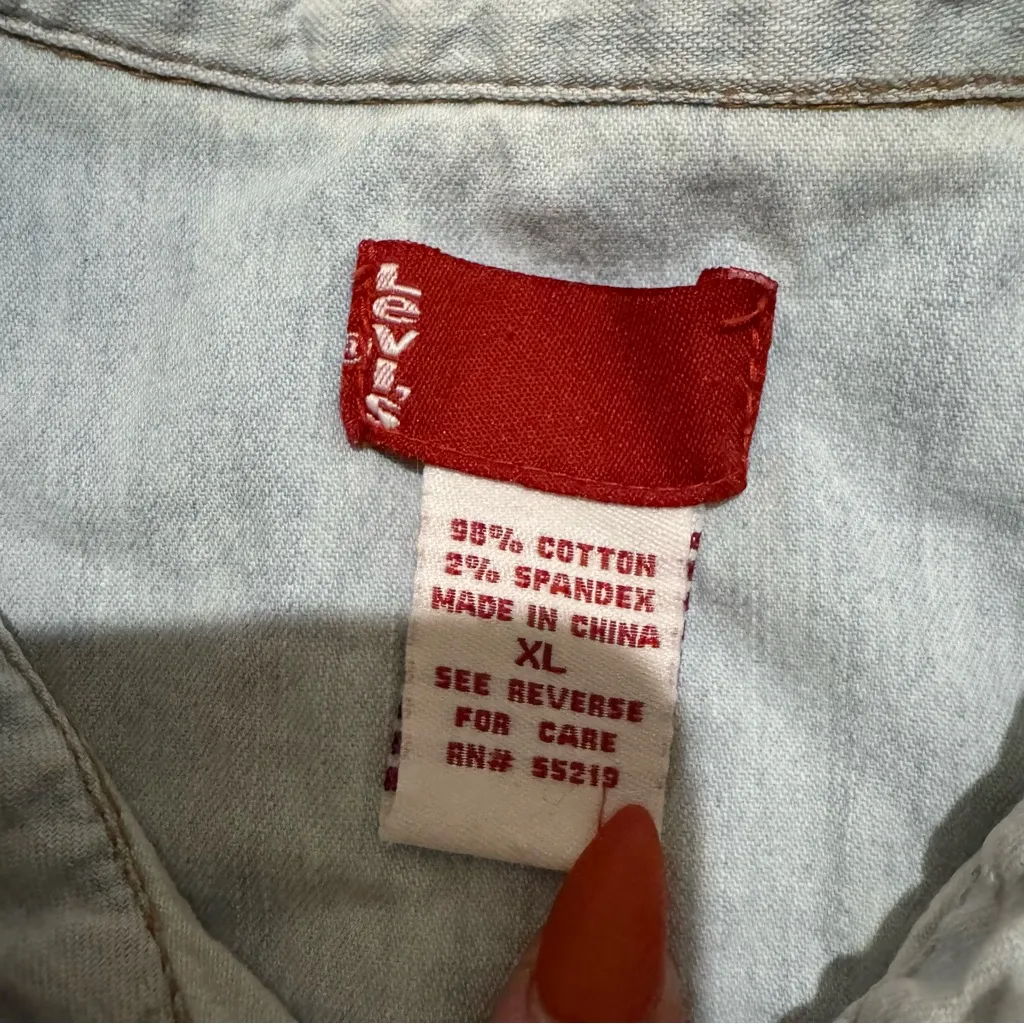 Levi's
®
98% COTTON
2% SPANDEX
MADE IN CHINA
XL
SEE REVERSE
FOR CARE
RN# 55219